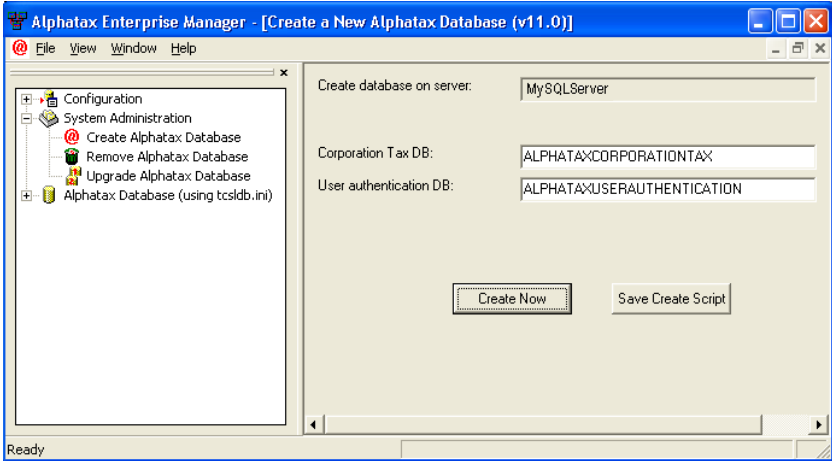 Alphatax Enterprise Manager - [Create a New Alphatax Database (v11.0)]
File View Window Help
Configuration
System Administration
Create Alphatax Database
Remove Alphatax Database
Upgrade Alphatax Database
Alphatax Database (using tcsldb.ini)
Create database on server: MySQLServer
Corporation Tax DB: ALPHATAXCORPORATIONTAX
User authentication DB: ALPHATAXUSERAUTHENTICATION
Create Now Save Create Script
Ready